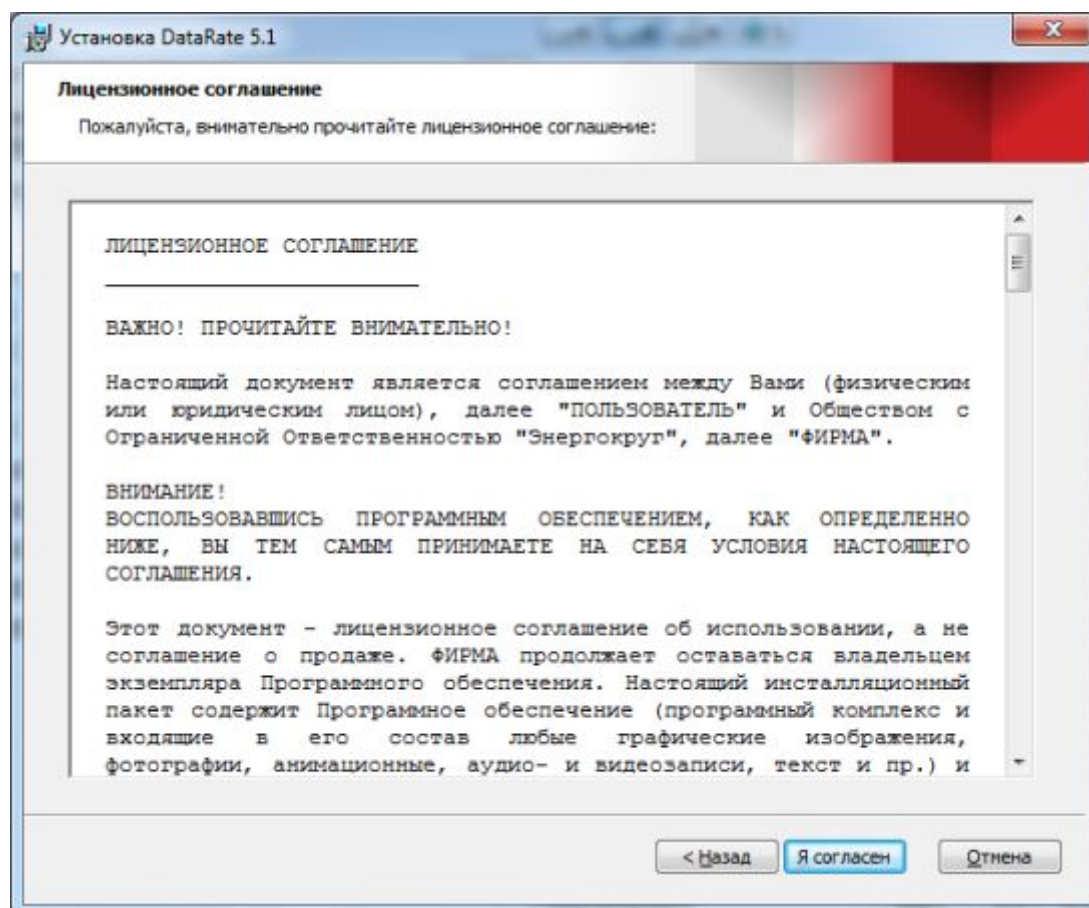 Установка DataRate 5.1
Лицензионное соглашение
Пожалуйста, внимательно прочитайте лицензионное соглашение:
ЛИЦЕНЗИОННОЕ СОГЛАШЕНИЕ
ВАЖНО! ПРОЧИТАЙТЕ ВНИМАТЕЛЬНО!
Настоящий документ является соглашением между Вами (физическим
или юридическим лицом), далее "ПОЛЬЗОВАТЕЛЬ" и Обществом с
Ограниченной Ответственностью "Энергокруг", далее "ФИРМА".
ВНИМАНИЕ!
ВОСПОЛЬЗОВАВШИСЬ ПРОГРАММНЫМ ОБЕСПЕЧЕНИЕМ, КАК ОПРЕДЕЛЕННО
НИЖЕ, ВЫ ТЕМ САМЫМ ПРИНИМАЕТЕ НА СЕБЯ УСЛОВИЯ НАСТОЯЩЕГО
СОГЛАШЕНИЯ.
Этот документ - лицензионное соглашение об использовании, а не
соглашение о продаже. ФИРМА продолжает оставаться владельцем
экземпляра Программного обеспечения. Настоящий инсталляционный
пакет содержит Программное обеспечение (программный комплекс и
входящие в его состав любые графические изображения,
фотографии, анимационные, аудио- и видеозаписи, текст и пр.) и
< Назад Я согласен Отмена